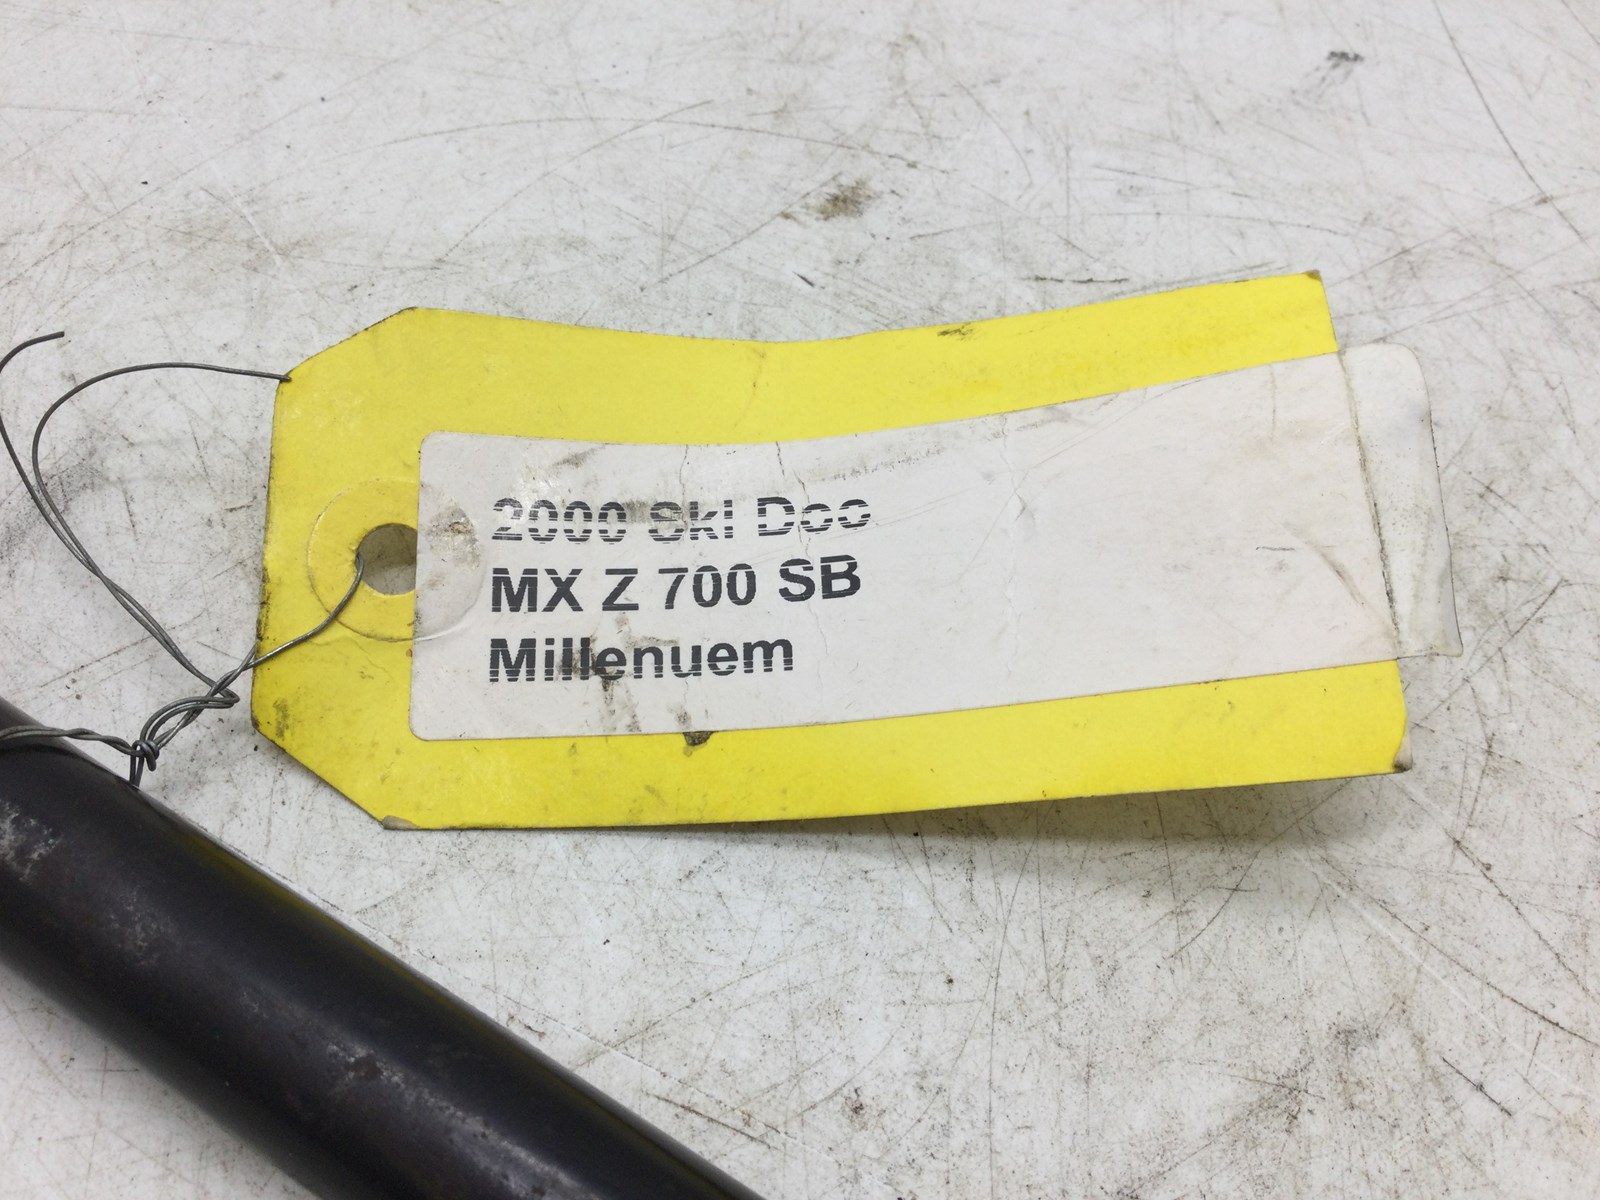 2000 Ski Doo
MX Z 700 SB
Millenuem